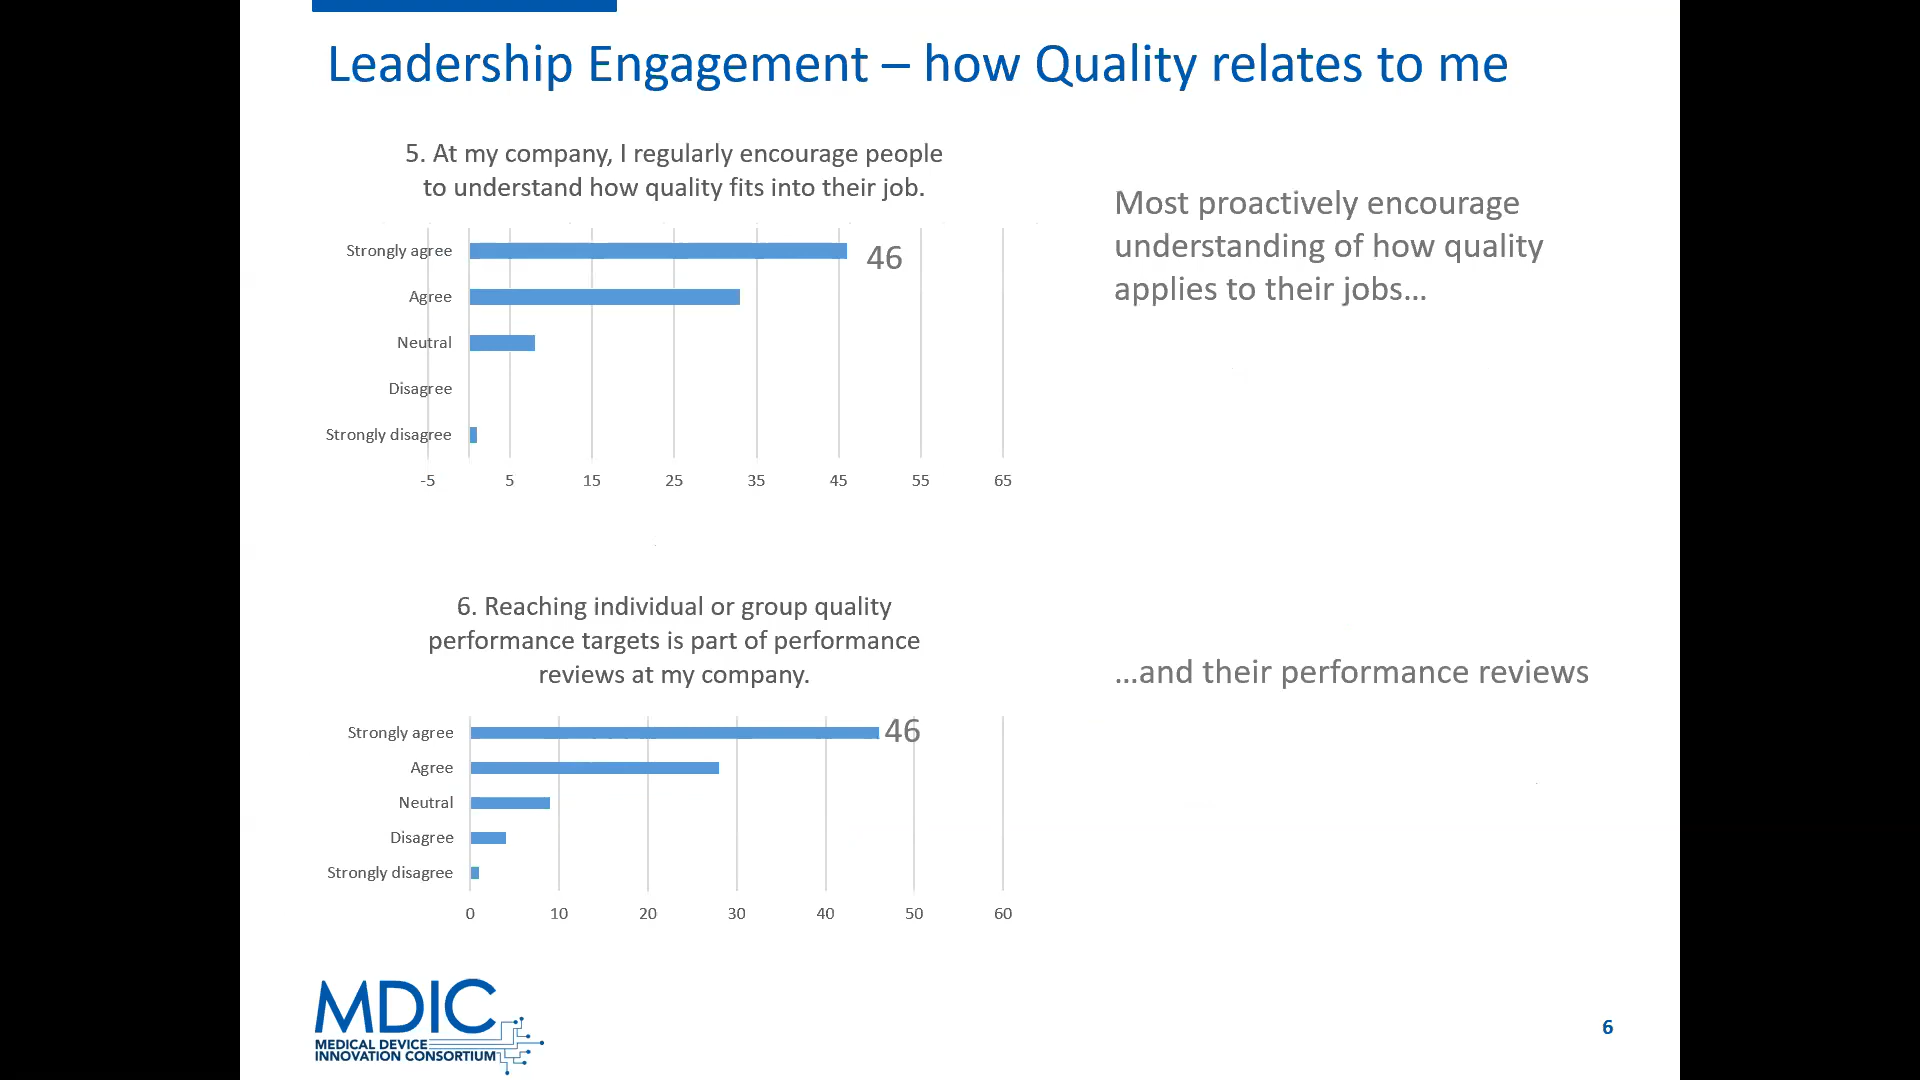 Leadership Engagement – how Quality relates to me
5. At my company, I regularly encourage people
to understand how quality fits into their job.
Most proactively encourage
understanding of how quality
applies to their jobs...
Strongly agree
46
Agree
Neutral
Disagree
Strongly disagree
-5 5 15 25 35 45 55 65
6. Reaching individual or group quality
performance targets is part of performance
reviews at my company.
...and their performance reviews
Strongly agree
46
Agree
Neutral
Disagree
Strongly disagree
0 10 20 30 40 50 60
MDIC
MEDICAL DEVICE
INNOVATION CONSORTIUM
6